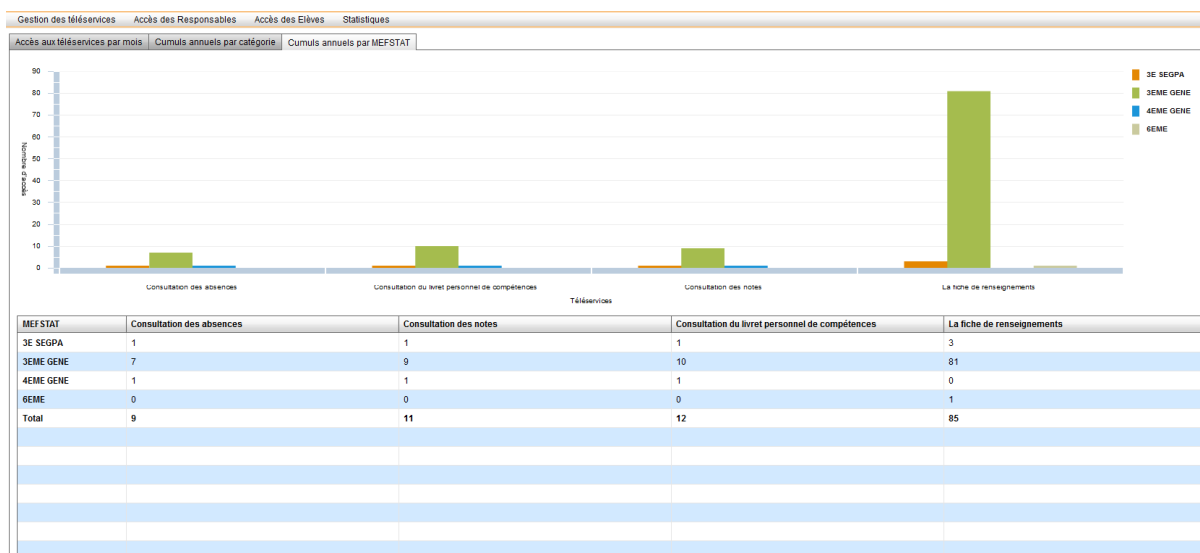 Gestion des téléservices Accès des Responsables Accès des Elèves Statistiques
Accès aux téléservices par mois Cumuls annuels par catégorie Cumuls annuels par MEFSTAT
90
80
70
60
50
40
30
20
10
0
Nombre d'accès
3E SEGPA
3EME GENE
4EME GENE
6EME
Consultation des absences Consultation du livret personnel de compétences Consultation des notes La fiche de renseignements
Téléservices
MEFSTAT Consultation des absences Consultation des notes Consultation du livret personnel de compétences La fiche de renseignements
3E SEGPA 1 1 1 3
3EME GENE 7 9 10 81
4EME GENE 1 1 1 0
6EME 0 0 0 1
Total 9 11 12 85